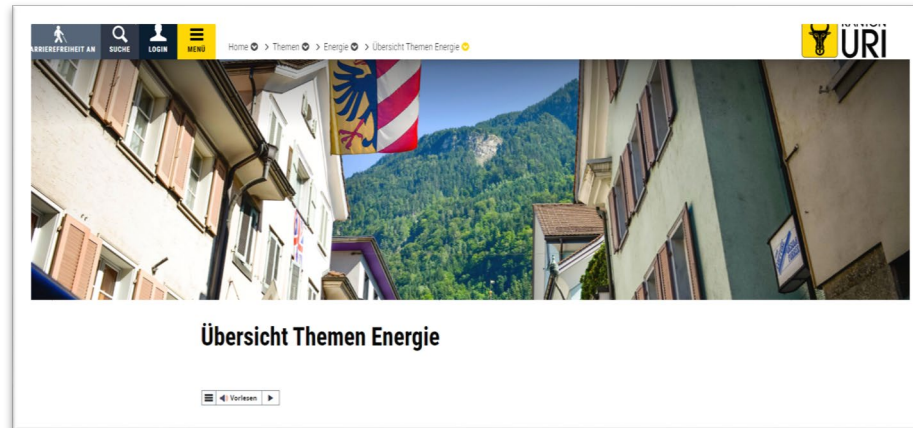 ARRIEREFREIHEIT AN
SUCHE
LOGIN
MENÜ
Home > Themen > Energie > Übersicht Themen Energie
KANTON
URI
Übersicht Themen Energie
Vorlesen